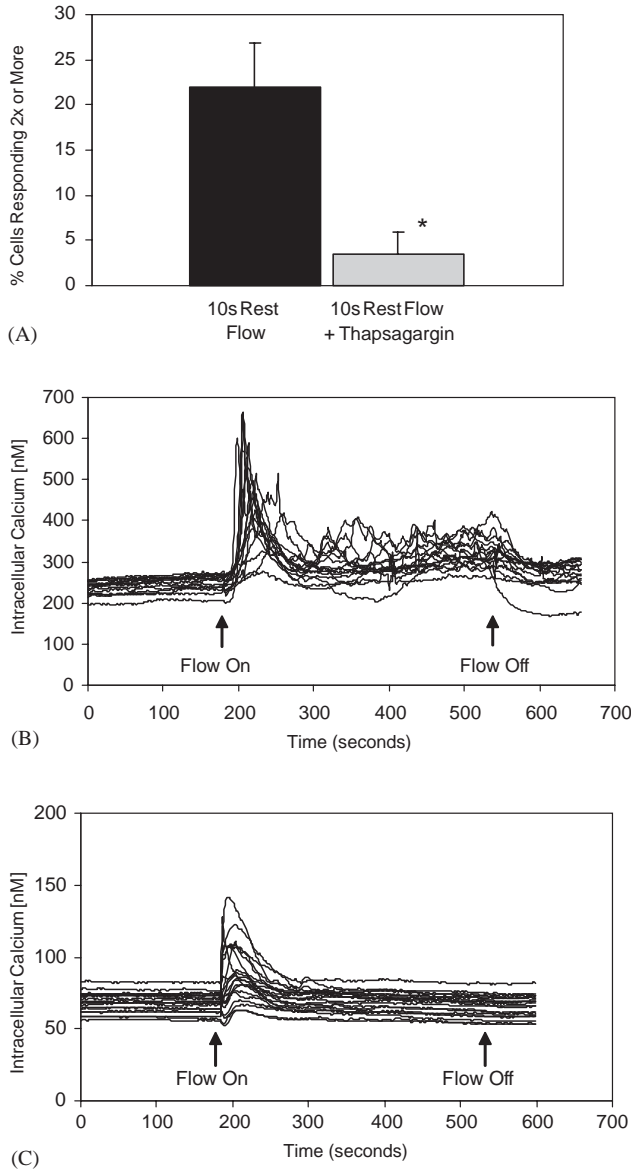 30
25
20
15
10
5
0
% Cells Responding 2x or More
*
10s Rest
Flow
10s Rest Flow
+ Thapsagargin
(A)
700
600
500
400
300
200
100
0
Intracellular Calcium [nM]
Flow On
Flow Off
0 100 200 300 400 500 600 700
Time (seconds)
(B)
200
150
100
50
0
Intracellular Calcium [nM]
Flow On
Flow Off
0 100 200 300 400 500 600 700
Time (seconds)
(C)